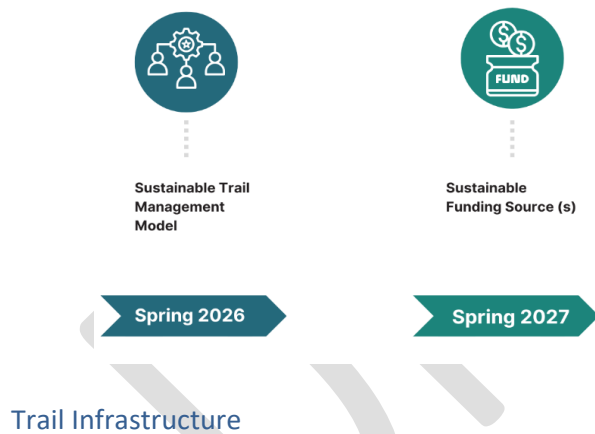 FUND
Sustainable Trail
Management
Model
Sustainable
Funding Source (s)
Spring 2026
Spring 2027
Trail Infrastructure